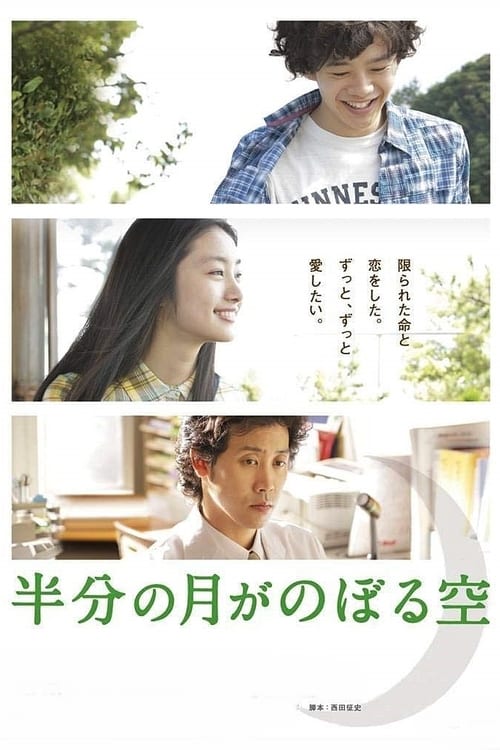 UINNES
限られた命と
恋をした。
ずっと、ずっと
愛したい。
半分の月がのぼる空
脚本：西田征史